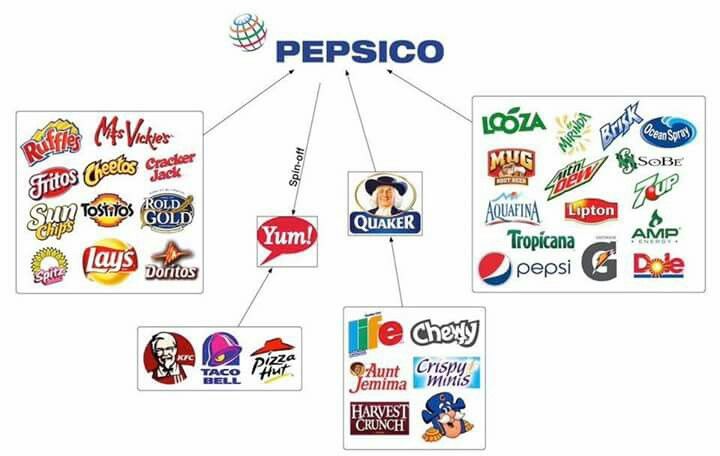 PEPSICO
Ruffles
Miss Vickie's
Fritos
Cheetos
Cracker
Jack
Sun
Chips
TOSTITOS
ROLD
GOLD
Spitz
Lay's
Doritos
Spin-off
Yum!
QUAKER
KFC
TACO
BELL
Pizza
Hut
life
Chewy
Aunt
Jemima
Crispy
minis
HARVEST
CRUNCH
LOOZA
MIRINDA
BRISK
Ocean Spray
MUG
ROOT BEER
mtn
DEW
SoBe
7UP
AQUAFINA
Lipton
Tropicana
AMP
ENERGY
pepsi
G
Dole